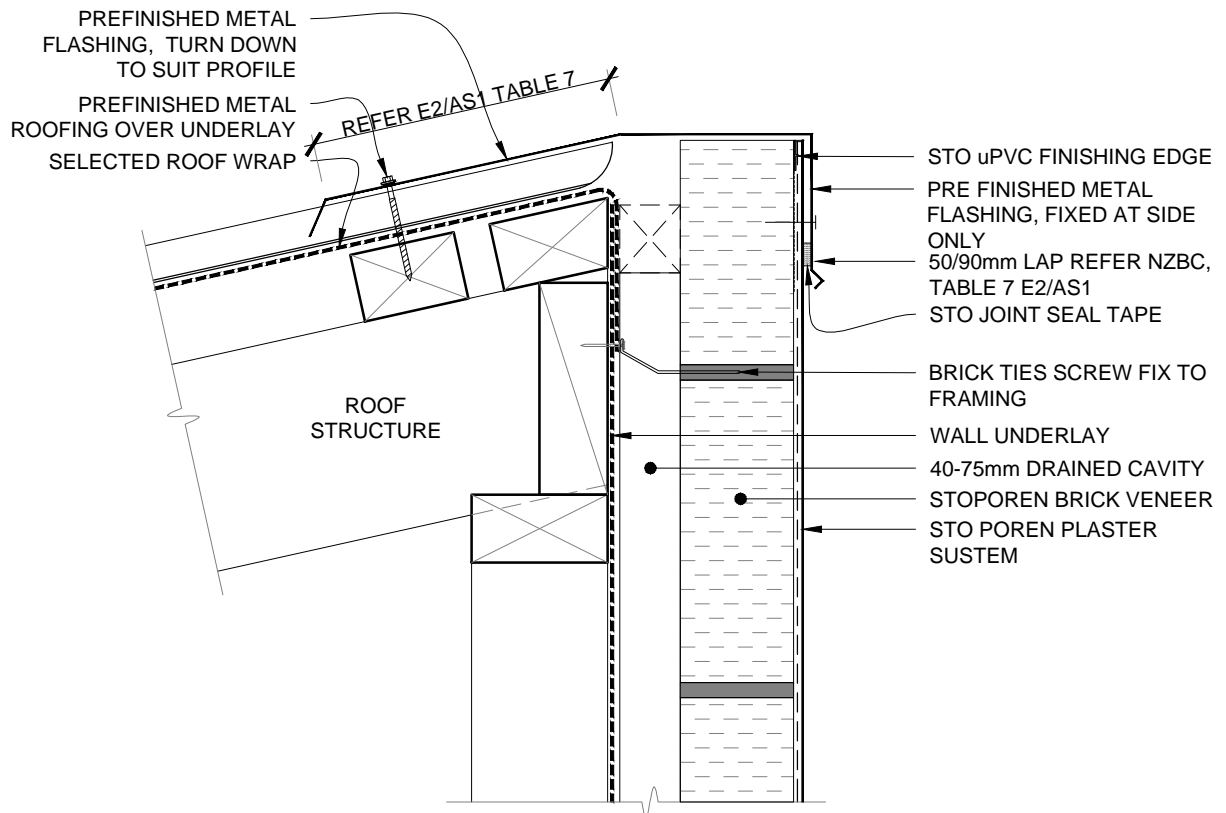 PREFINISHED METAL
FLASHING, TURN DOWN
TO SUIT PROFILE
PREFINISHED METAL
ROOFING OVER UNDERLAY
SELECTED ROOF WRAP
REFER E2/AS1 TABLE 7
ROOF
STRUCTURE
STO uPVC FINISHING EDGE
PRE FINISHED METAL
FLASHING, FIXED AT SIDE
ONLY
50/90mm LAP REFER NZBC,
TABLE 7 E2/AS1
STO JOINT SEAL TAPE
BRICK TIES SCREW FIX TO
FRAMING
WALL UNDERLAY
40-75mm DRAINED CAVITY
STOPOREN BRICK VENEER
STO POREN PLASTER
SUSTEM